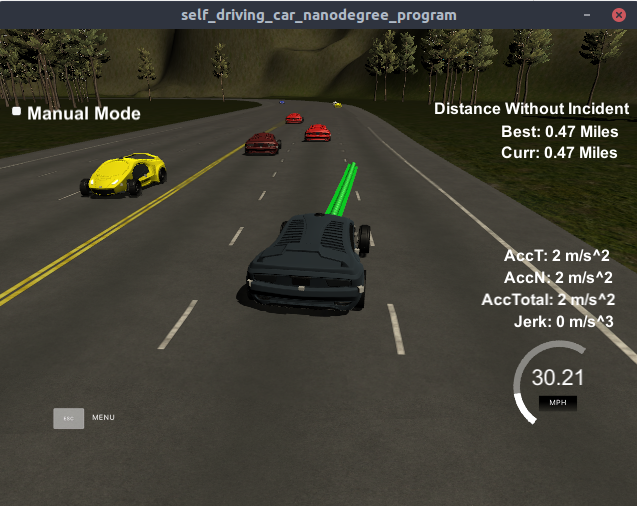 self_driving_car_nanodegree_program
Manual Mode
Distance Without Incident
Best: 0.47 Miles
Curr: 0.47 Miles
AccT: 2 m/s^2
AccN: 2 m/s^2
AccTotal: 2 m/s^2
Jerk: 0 m/s^3
30.21
MPH
ESC MENU